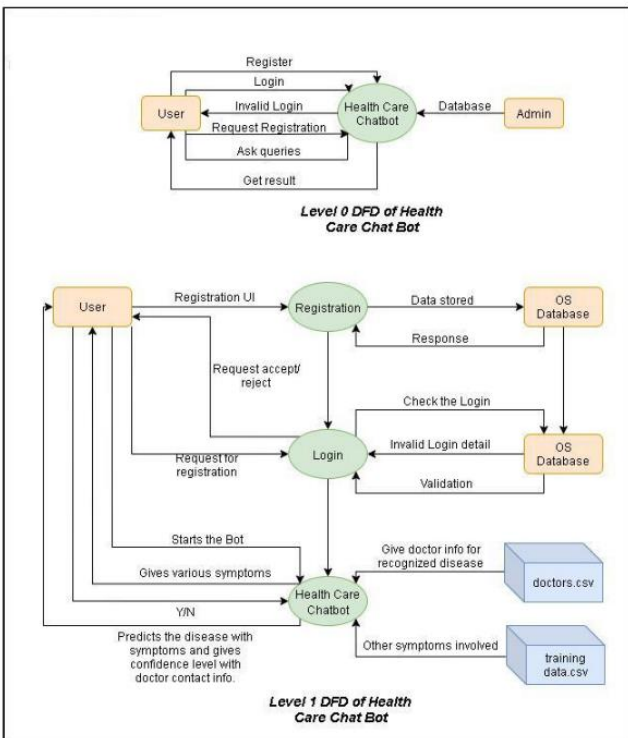 Register
Login
User
Invalid Login
Health Care
Chatbot
Database
Admin
Request Registration
Ask queries
Get result
Level 0 DFD of Health
Care Chat Bot
User
Registration UI
Registration
Data stored
OS
Database
Response
Request accept/
reject
Check the Login
Request for
registration
Login
Invalid Login detail
OS
Database
Validation
Starts the Bot
Gives various symptoms
Health Care
Chatbot
Give doctor info for
recognized disease
doctors.csv
Y/N
Predicts the disease with
symptoms and gives
confidence level with
doctor contact info.
Other symptoms involved
training
data.csv
Level 1 DFD of Health
Care Chat Bot